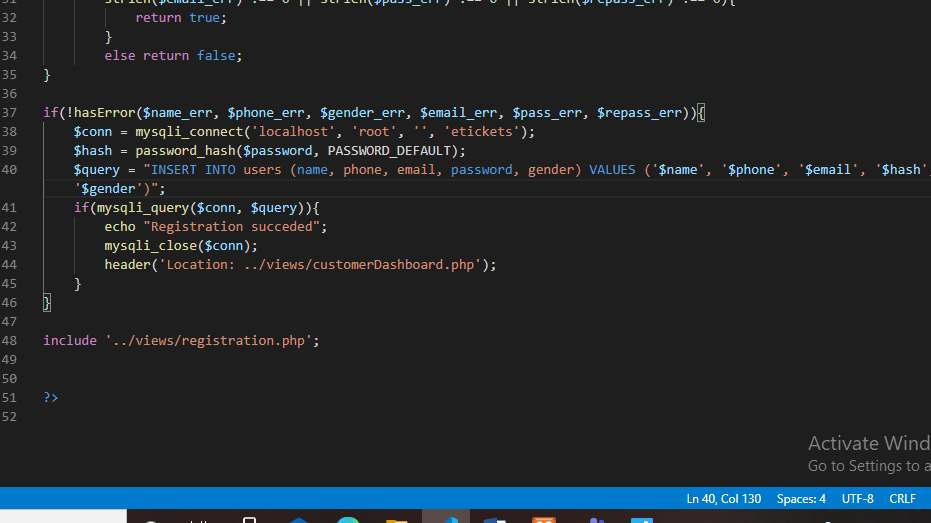 32 return true;
33 }
34 else return false;
35 }
36
37 if(!hasError($name_err, $phone_err, $gender_err, $email_err, $pass_err, $repass_err)){
38 $conn = mysqli_connect('localhost', 'root', '', 'etickets');
39 $hash = password_hash($password, PASSWORD_DEFAULT);
40 $query = "INSERT INTO users (name, phone, email, password, gender) VALUES ('$name', '$phone', '$email', '$hash',
'$gender')";
41 if(mysqli_query($conn, $query)){
42 echo "Registration succeded";
43 mysqli_close($conn);
44 header('Location: ../views/customerDashboard.php');
45 }
46 }
47
48 include '../views/registration.php';
49
50
51 ?>
52
Activate Wind
Go to Settings to a
Ln 40, Col 130 Spaces: 4 UTF-8 CRLF